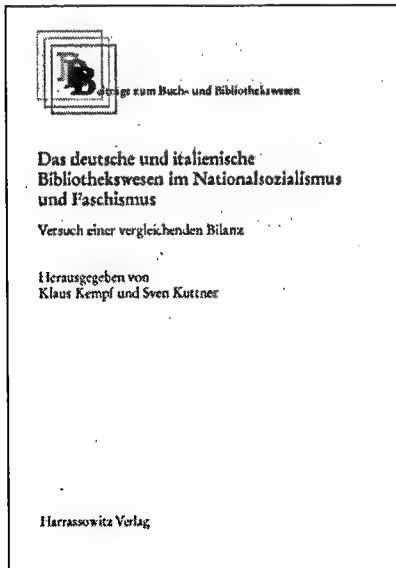 Beiträge zum Buch- und Bibliothekswesen
Das deutsche und italienische
Bibliothekswesen im Nationalsozialismus
und Faschismus
Versuch einer vergleichenden Bilanz
Herausgegeben von
Klaus Kempf und Sven Kuttner
Harrassowitz Verlag